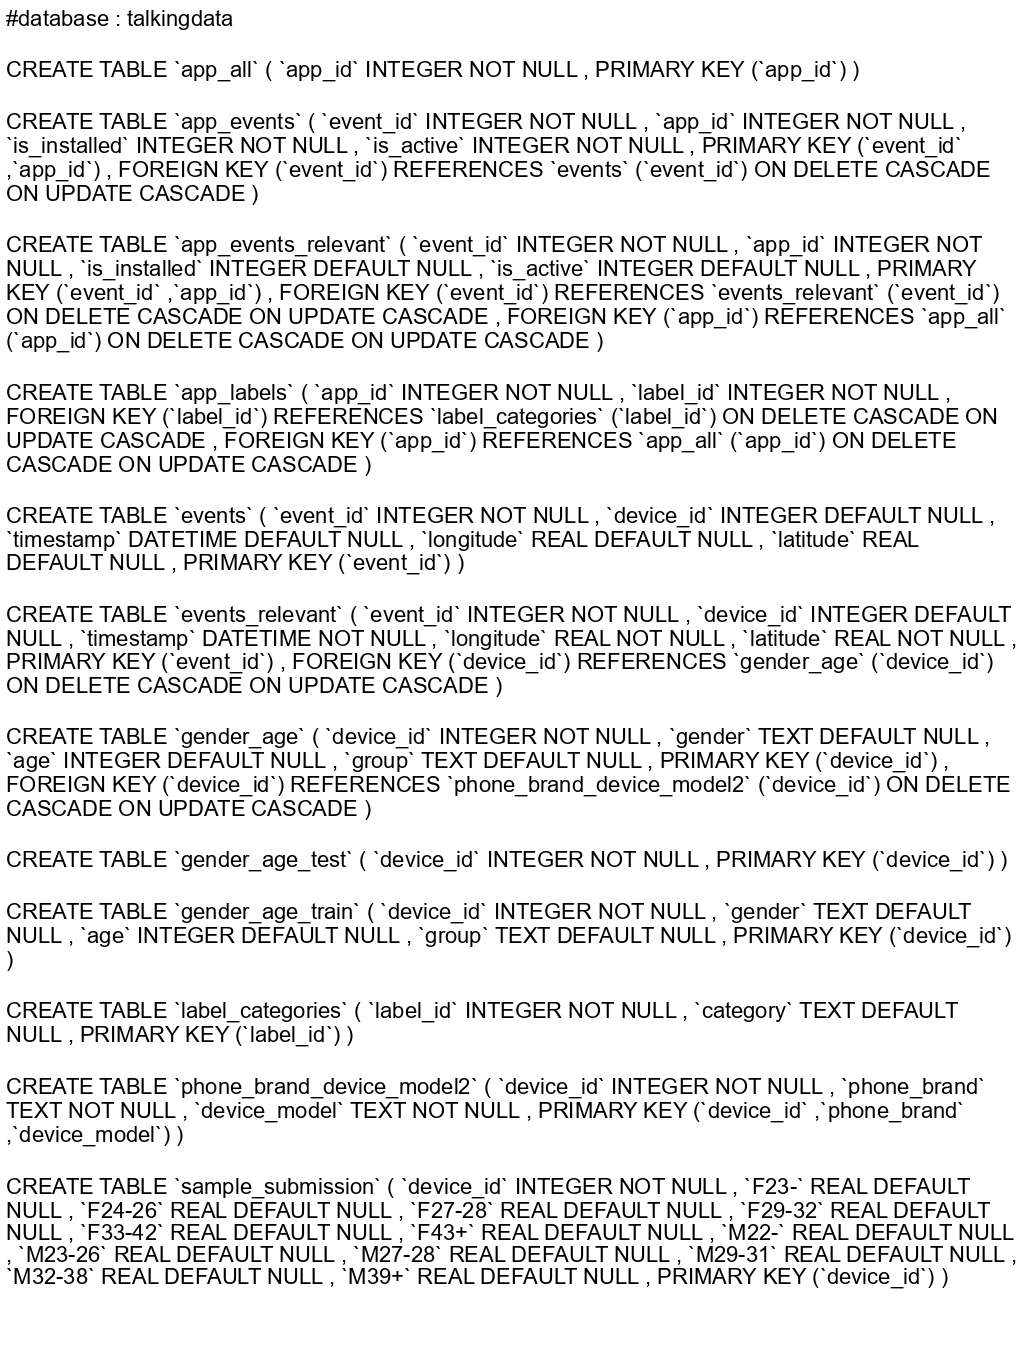 #database : talkingdata
CREATE TABLE `app_all` ( `app_id` INTEGER NOT NULL , PRIMARY KEY (`app_id`) )
CREATE TABLE `app_events` ( `event_id` INTEGER NOT NULL , `app_id` INTEGER NOT NULL ,
`is_installed` INTEGER NOT NULL , `is_active` INTEGER NOT NULL , PRIMARY KEY (`event_id`
,`app_id`) , FOREIGN KEY (`event_id`) REFERENCES `events` (`event_id`) ON DELETE CASCADE
ON UPDATE CASCADE )
CREATE TABLE `app_events_relevant` ( `event_id` INTEGER NOT NULL , `app_id` INTEGER NOT
NULL , `is_installed` INTEGER DEFAULT NULL , `is_active` INTEGER DEFAULT NULL , PRIMARY
KEY (`event_id` ,`app_id`) , FOREIGN KEY (`event_id`) REFERENCES `events_relevant` (`event_id`)
ON DELETE CASCADE ON UPDATE CASCADE , FOREIGN KEY (`app_id`) REFERENCES `app_all`
(`app_id`) ON DELETE CASCADE ON UPDATE CASCADE )
CREATE TABLE `app_labels` ( `app_id` INTEGER NOT NULL , `label_id` INTEGER NOT NULL ,
FOREIGN KEY (`label_id`) REFERENCES `label_categories` (`label_id`) ON DELETE CASCADE ON
UPDATE CASCADE , FOREIGN KEY (`app_id`) REFERENCES `app_all` (`app_id`) ON DELETE
CASCADE ON UPDATE CASCADE )
CREATE TABLE `events` ( `event_id` INTEGER NOT NULL , `device_id` INTEGER DEFAULT NULL ,
`timestamp` DATETIME DEFAULT NULL , `longitude` REAL DEFAULT NULL , `latitude` REAL
DEFAULT NULL , PRIMARY KEY (`event_id`) )
CREATE TABLE `events_relevant` ( `event_id` INTEGER NOT NULL , `device_id` INTEGER DEFAULT
NULL , `timestamp` DATETIME NOT NULL , `longitude` REAL NOT NULL , `latitude` REAL NOT NULL ,
PRIMARY KEY (`event_id`) , FOREIGN KEY (`device_id`) REFERENCES `gender_age` (`device_id`)
ON DELETE CASCADE ON UPDATE CASCADE )
CREATE TABLE `gender_age` ( `device_id` INTEGER NOT NULL , `gender` TEXT DEFAULT NULL ,
`age` INTEGER DEFAULT NULL , `group` TEXT DEFAULT NULL , PRIMARY KEY (`device_id`) ,
FOREIGN KEY (`device_id`) REFERENCES `phone_brand_device_model2` (`device_id`) ON DELETE
CASCADE ON UPDATE CASCADE )
CREATE TABLE `gender_age_test` ( `device_id` INTEGER NOT NULL , PRIMARY KEY (`device_id`) )
CREATE TABLE `gender_age_train` ( `device_id` INTEGER NOT NULL , `gender` TEXT DEFAULT
NULL , `age` INTEGER DEFAULT NULL , `group` TEXT DEFAULT NULL , PRIMARY KEY (`device_id`)
)
CREATE TABLE `label_categories` ( `label_id` INTEGER NOT NULL , `category` TEXT DEFAULT
NULL , PRIMARY KEY (`label_id`) )
CREATE TABLE `phone_brand_device_model2` ( `device_id` INTEGER NOT NULL , `phone_brand`
TEXT NOT NULL , `device_model` TEXT NOT NULL , PRIMARY KEY (`device_id` ,`phone_brand`
,`device_model`) )
CREATE TABLE `sample_submission` ( `device_id` INTEGER NOT NULL , `F23-` REAL DEFAULT
NULL , `F24-26` REAL DEFAULT NULL , `F27-28` REAL DEFAULT NULL , `F29-32` REAL DEFAULT
NULL , `F33-42` REAL DEFAULT NULL , `F43+` REAL DEFAULT NULL , `M22-` REAL DEFAULT NULL
, `M23-26` REAL DEFAULT NULL , `M27-28` REAL DEFAULT NULL , `M29-31` REAL DEFAULT NULL ,
`M32-38` REAL DEFAULT NULL , `M39+` REAL DEFAULT NULL , PRIMARY KEY (`device_id`) )